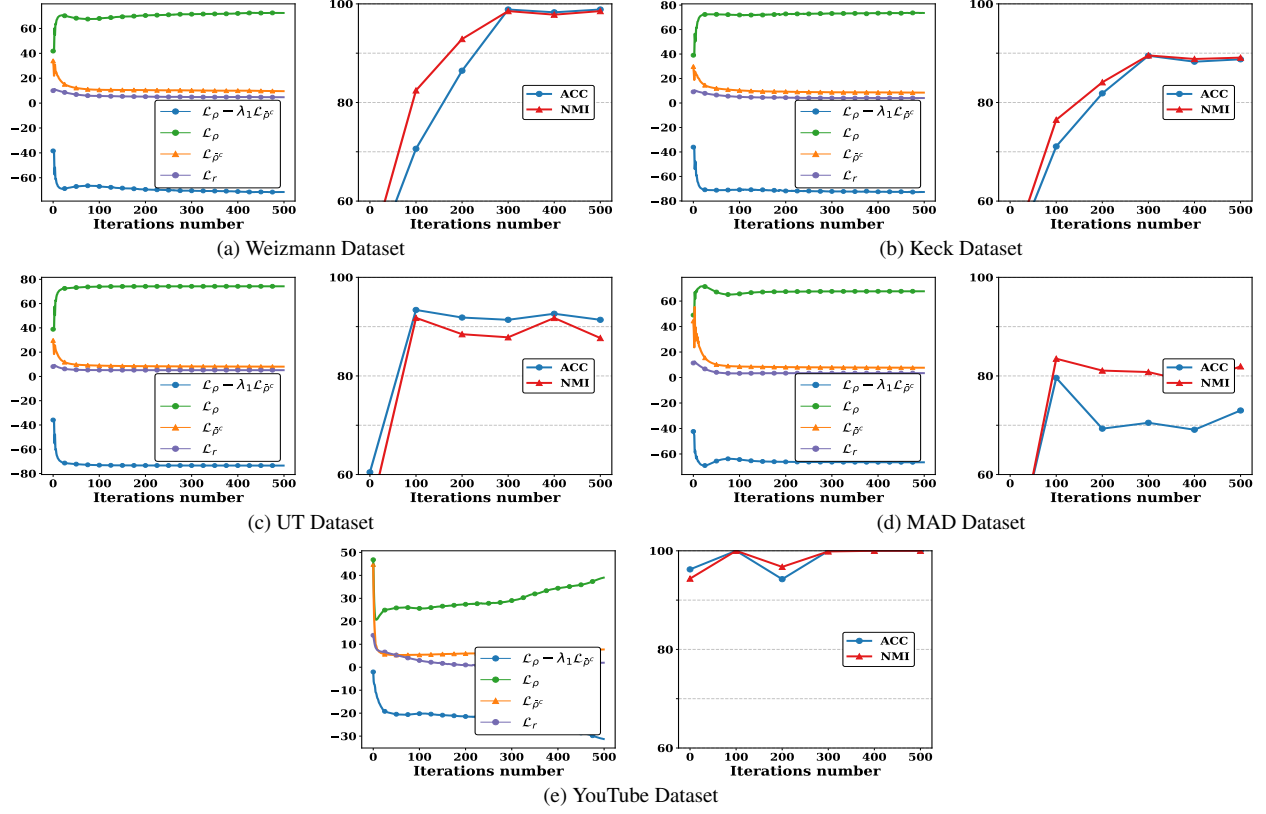 80
60
40
20
0
−20
−40
−60
0 100 200 300 400 500
Iterations number
ℒρ − λ₁ℒρ̄ᶜ
ℒρ
ℒρ̄ᶜ
ℒr
100
80
60
0 100 200 300 400 500
Iterations number
ACC
NMI
(a) Weizmann Dataset
80
60
40
20
0
−20
−40
−60
−80
0 100 200 300 400 500
Iterations number
ℒρ − λ₁ℒρ̄ᶜ
ℒρ
ℒρ̄ᶜ
ℒr
100
80
60
0 100 200 300 400 500
Iterations number
ACC
NMI
(b) Keck Dataset
80
60
40
20
0
−20
−40
−60
−80
0 100 200 300 400 500
Iterations number
ℒρ − λ₁ℒρ̄ᶜ
ℒρ
ℒρ̄ᶜ
ℒr
100
80
60
0 100 200 300 400 500
Iterations number
ACC
NMI
(c) UT Dataset
60
40
20
0
−20
−40
−60
0 100 200 300 400 500
Iterations number
ℒρ − λ₁ℒρ̄ᶜ
ℒρ
ℒρ̄ᶜ
ℒr
100
80
60
0 100 200 300 400 500
Iterations number
ACC
NMI
(d) MAD Dataset
50
40
30
20
10
0
−10
−20
−30
0 100 200 300 400 500
Iterations number
ℒρ − λ₁ℒρ̄ᶜ
ℒρ
ℒρ̄ᶜ
ℒr
100
80
60
0 100 200 300 400 500
Iterations number
ACC
NMI
(e) YouTube Dataset